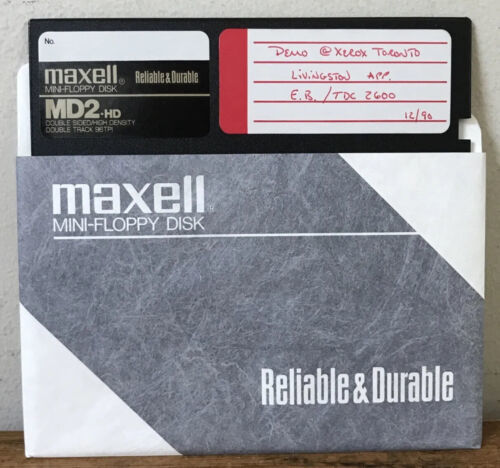 No.
maxell®
MINI-FLOPPY DISK
Reliable & Durable
MD2-HD
DOUBLE SIDED/HIGH DENSITY
DOUBLE TRACK 96TPI
DEMO @ XEROX TORONTO
LIVINGSTON APP.
E.B. / TDC 2600
12/90
maxell®
MINI-FLOPPY DISK
Reliable & Durable